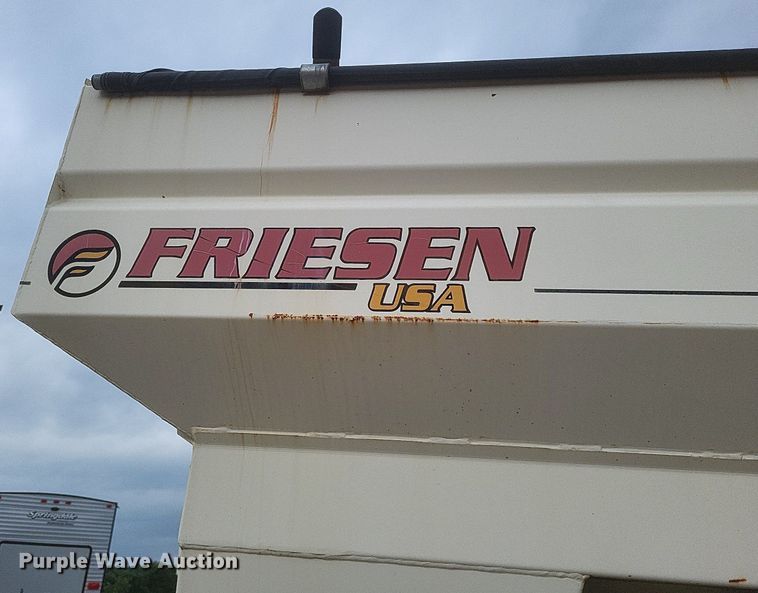 FRIESEN
USA
Springdale
Purple Wave Auction